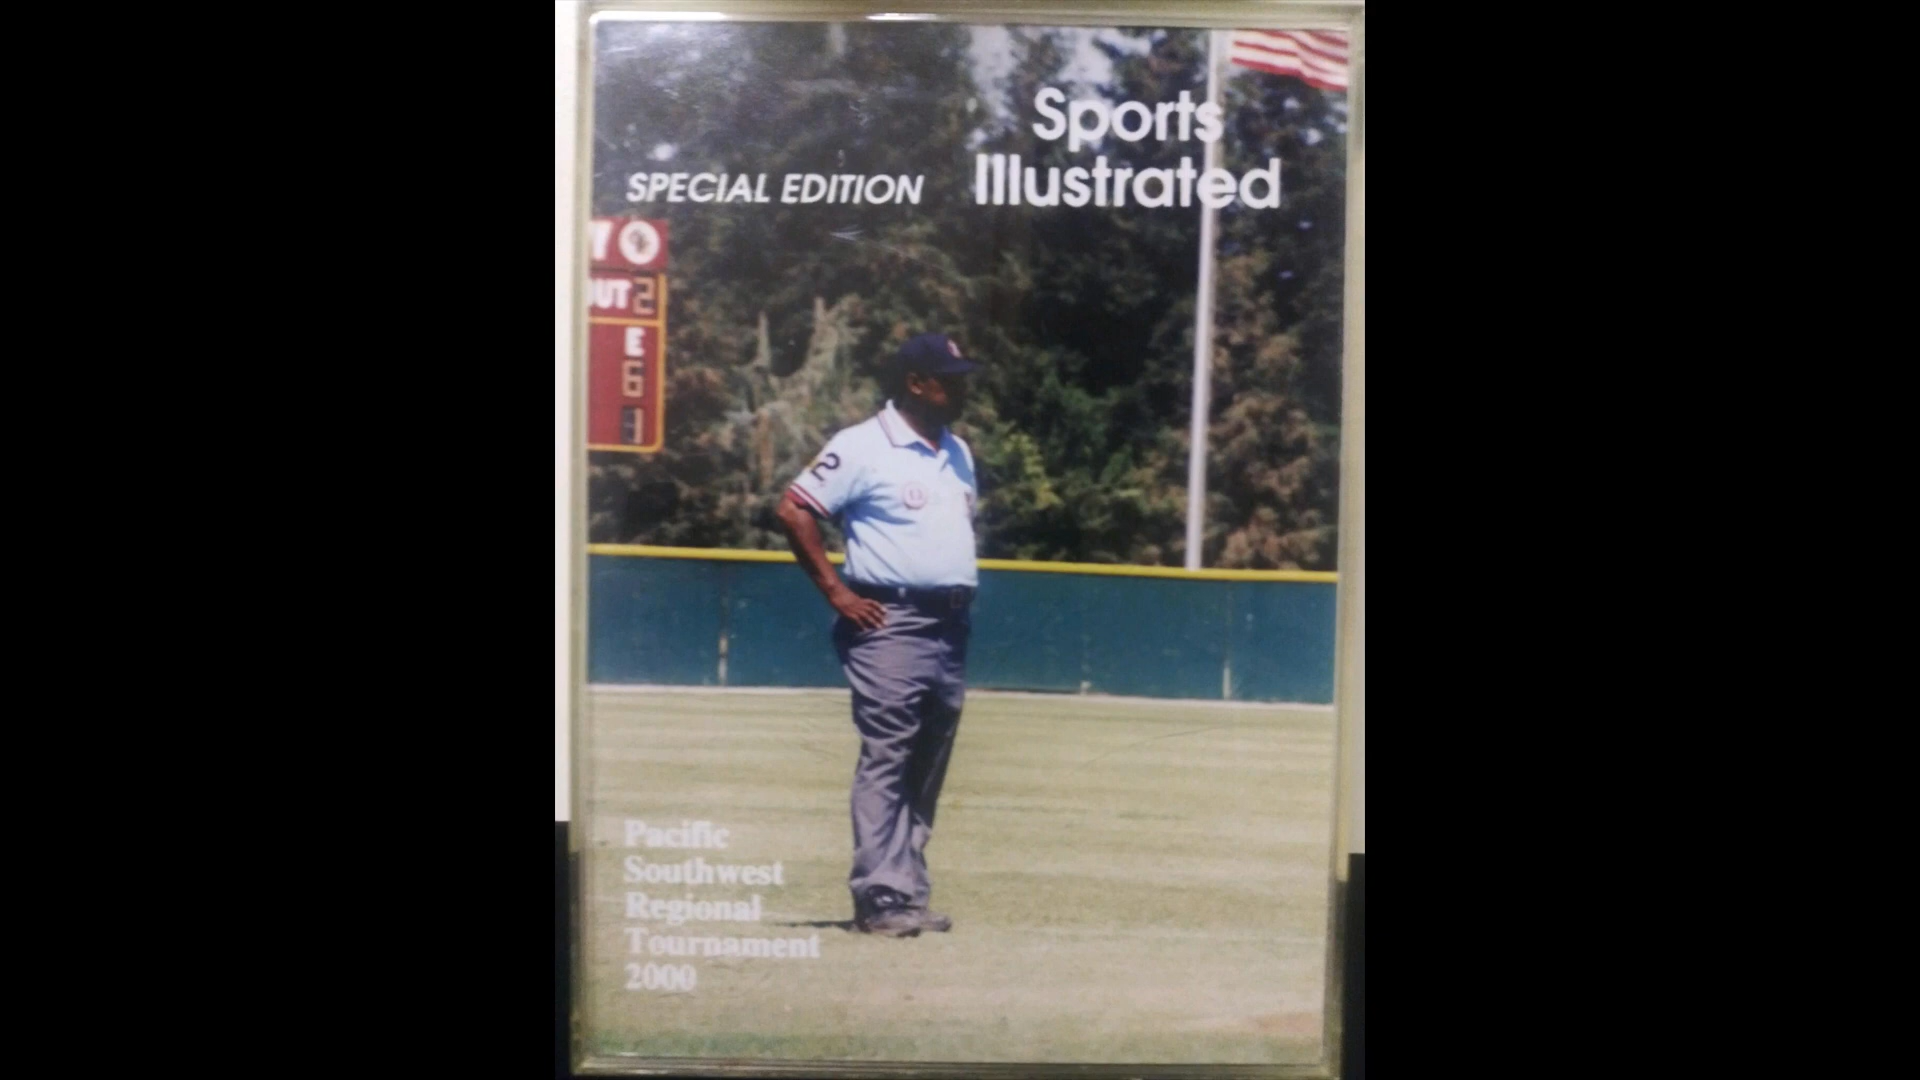 Sports
SPECIAL EDITION Illustrated
OUT 2
E
6
1
2
Pacific
Southwest
Regional
Tournament
2000